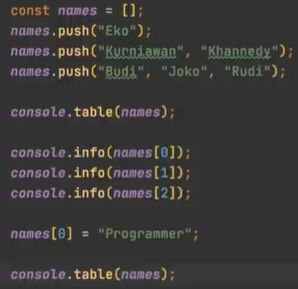 const names = [];
names.push("Eko");
names.push("Kurniawan", "Khannedy");
names.push("Budi", "Joko", "Rudi");
console.table(names);
console.info(names[0]);
console.info(names[1]);
console.info(names[2]);
names[0] = "Programmer";
console.table(names);